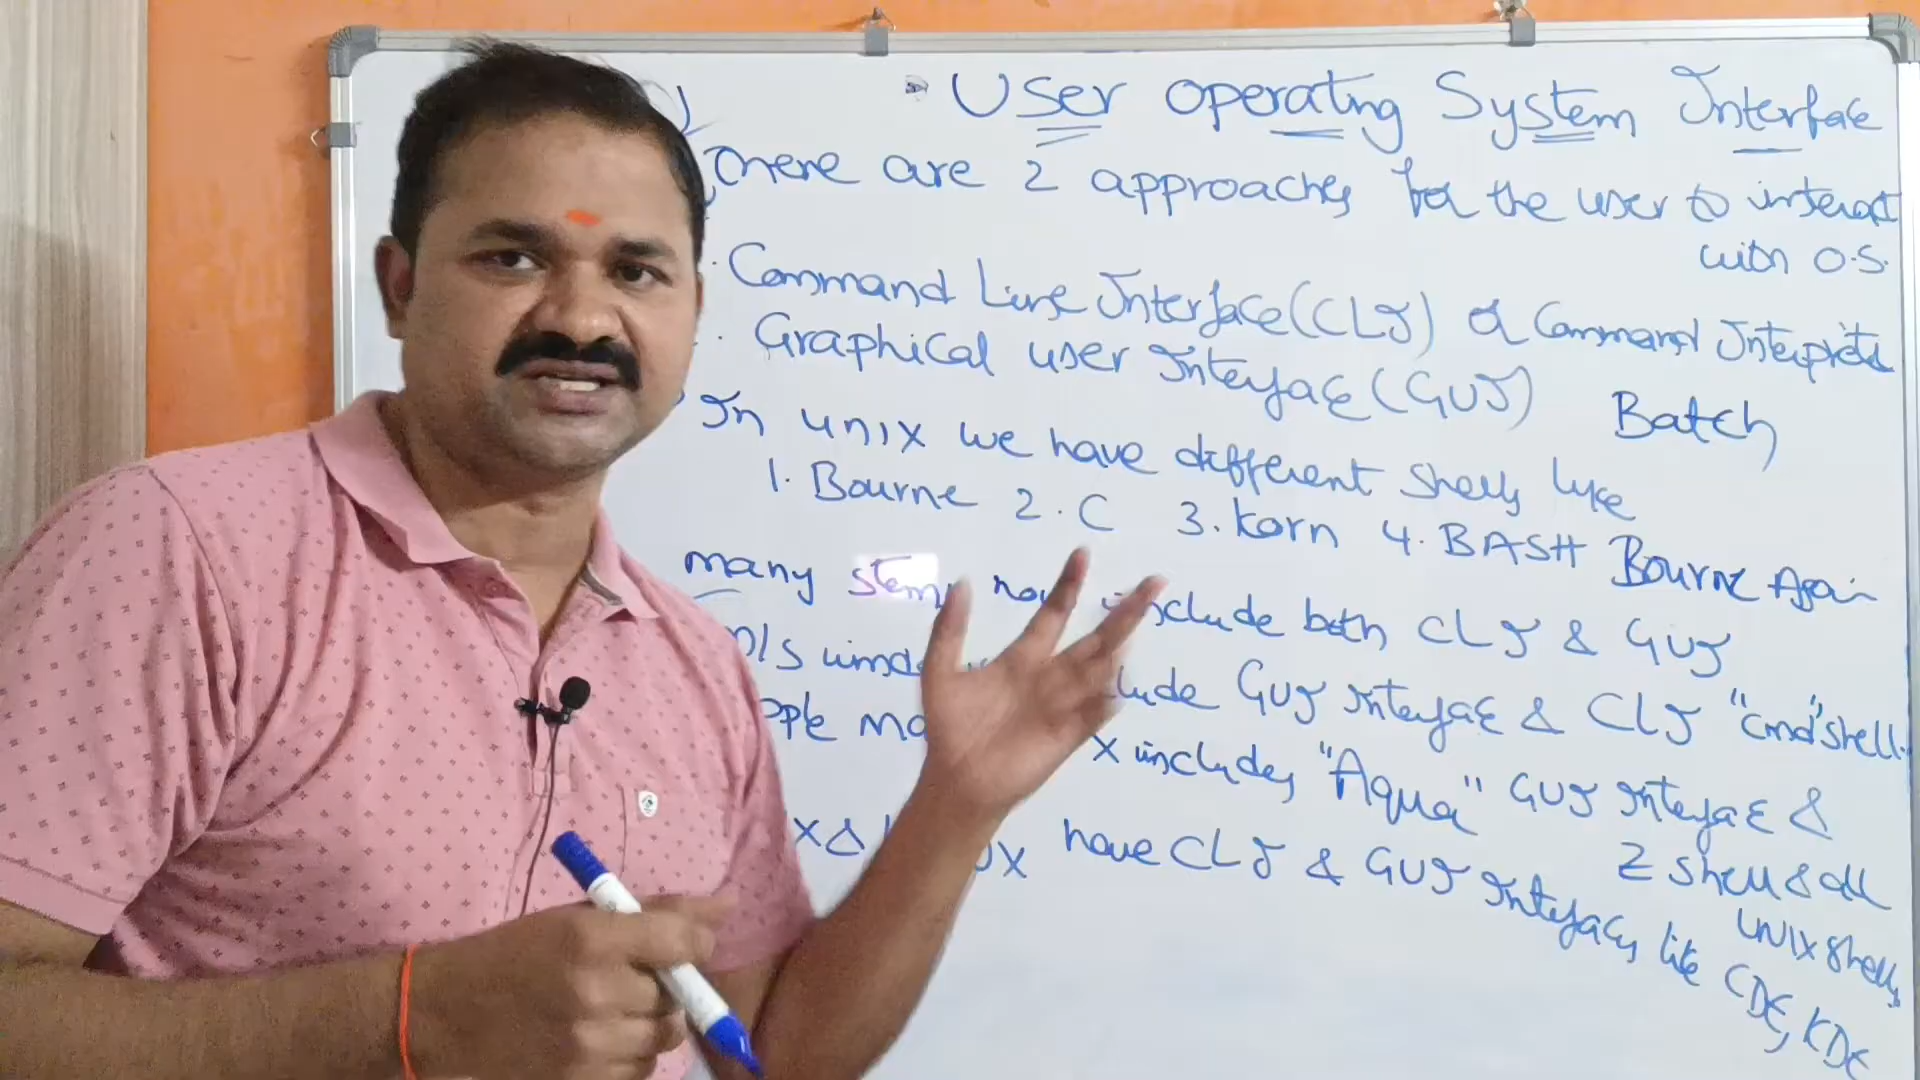 User Operating System Interface
There are 2 approaches for the user to interact
with O.S.
Command Line Interface (CLI) or Command Interpreter
Graphical user Interface (GUI)
Batch
In unix we have different shells like
1. Bourne 2. C 3. Korn 4. BASH Bourne Again
many now include both CLI & GUI
GUI Interface & CLI "cmd" shell.
X includes "Aqua" GUI Interface &
Z shell & all
UNIX shells
have CLI & GUI Interfaces like CDE, KDE